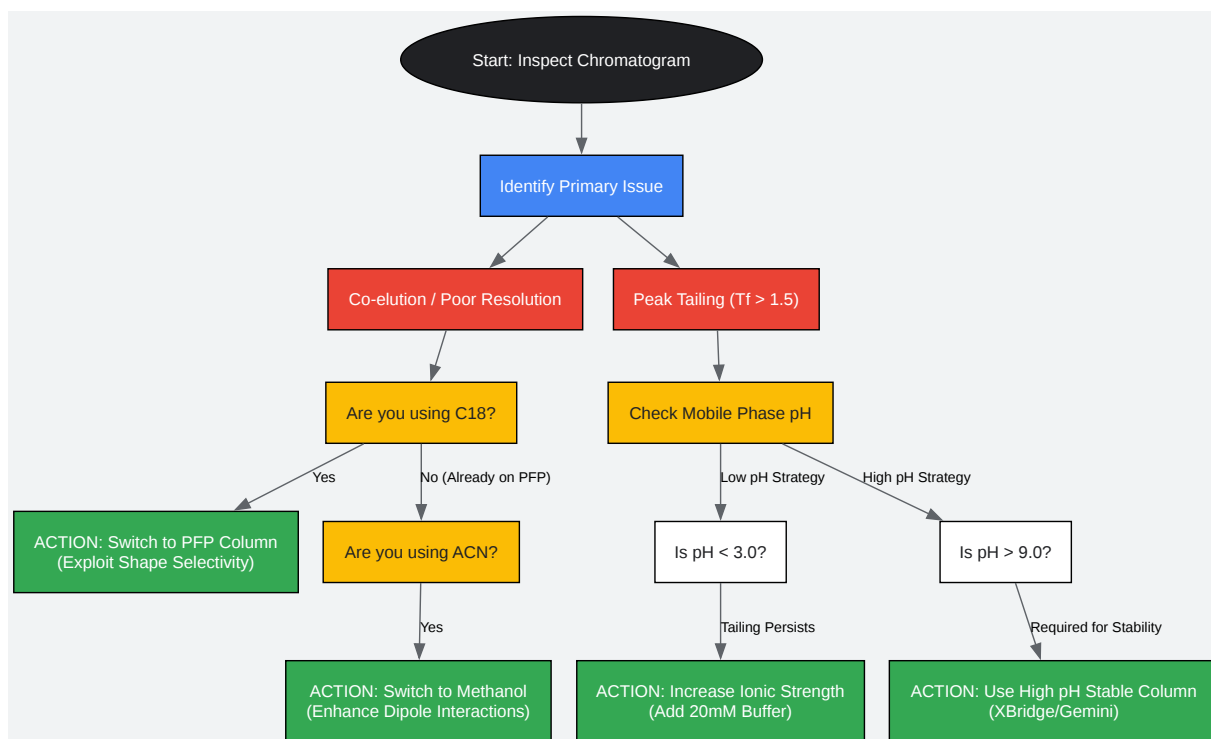 Start: Inspect Chromatogram
Identify Primary Issue
Co-elution / Poor Resolution
Peak Tailing (Tf > 1.5)
Are you using C18?
Check Mobile Phase pH
Yes
No (Already on PFP)
Low pH Strategy
High pH Strategy
ACTION: Switch to PFP Column
(Exploit Shape Selectivity)
Are you using ACN?
Is pH < 3.0?
Is pH > 9.0?
Yes
Tailing Persists
Required for Stability
ACTION: Switch to Methanol
(Enhance Dipole Interactions)
ACTION: Increase Ionic Strength
(Add 20mM Buffer)
ACTION: Use High pH Stable Column
(XBridge/Gemini)